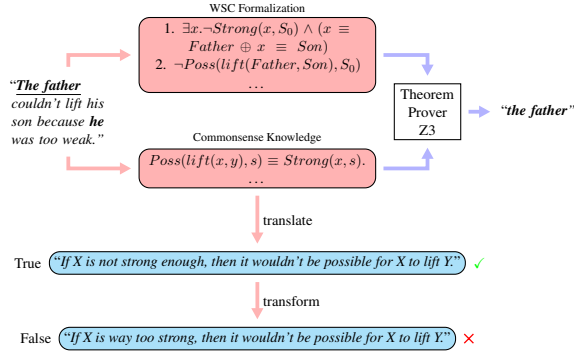 WSC Formalization
1. ∃x.¬Strong(x, S₀) ∧ (x ≡
Father ⊕ x ≡ Son)
2. ¬Poss(lift(Father, Son), S₀)
...
“The father
couldn’t lift his
son because he
was too weak.”
Theorem
Prover
Z3
“the father”
Commonsense Knowledge
Poss(lift(x, y), s) ≡ Strong(x, s).
...
translate
True “If X is not strong enough, then it wouldn’t be possible for X to lift Y.” ✓
transform
False “If X is way too strong, then it wouldn’t be possible for X to lift Y.” ✕